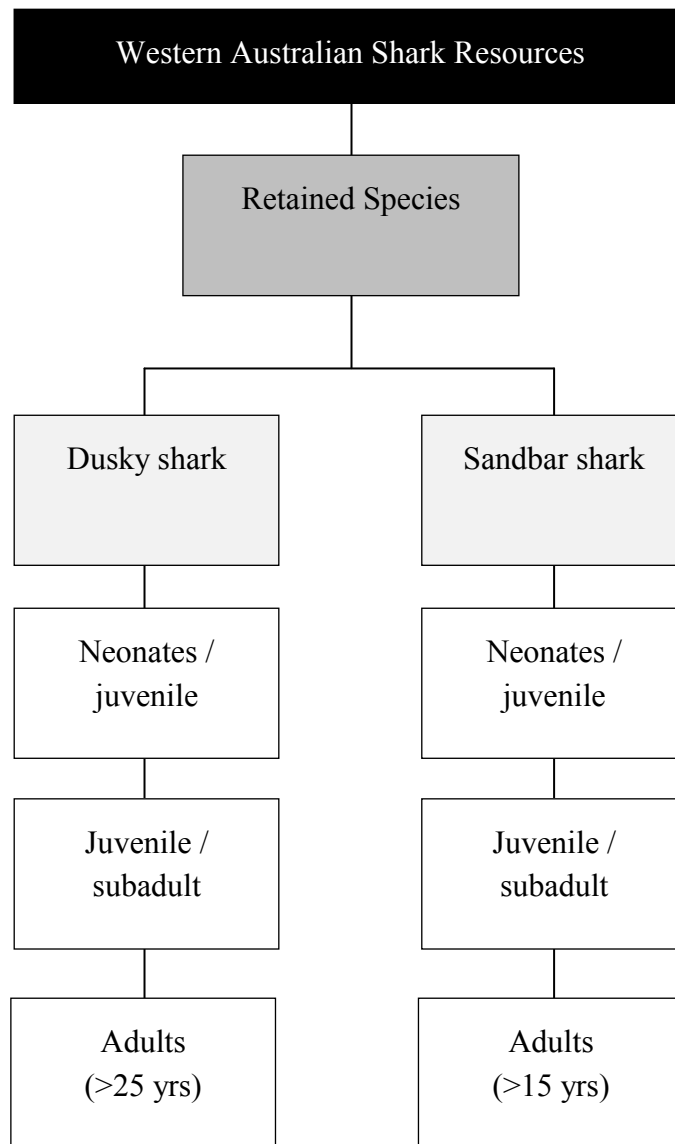 Western Australian Shark Resources
Retained Species
Dusky shark
Sandbar shark
Neonates /
juvenile
Neonates /
juvenile
Juvenile /
subadult
Juvenile /
subadult
Adults
(>25 yrs)
Adults
(>15 yrs)